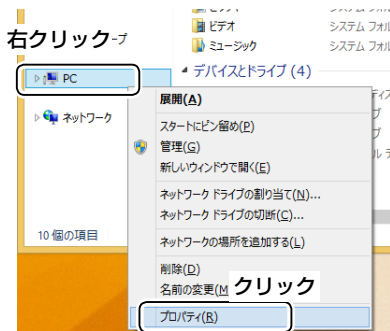 ビデオ
システム フォル
右クリック
ープ
ミュージック
システム フォル
デバイスとドライブ (4)
PC
展開(A)
ネットワーク
スタートにピン留め(P)
管理(G)
新しいウィンドウで開く(E)
ネットワーク ドライブの割り当て(N)...
ネットワーク ドライブの切断(C)...
10 個の項目
ネットワークの場所を追加する(L)
削除(D)
名前の変更(M
クリック
プロパティ(R)